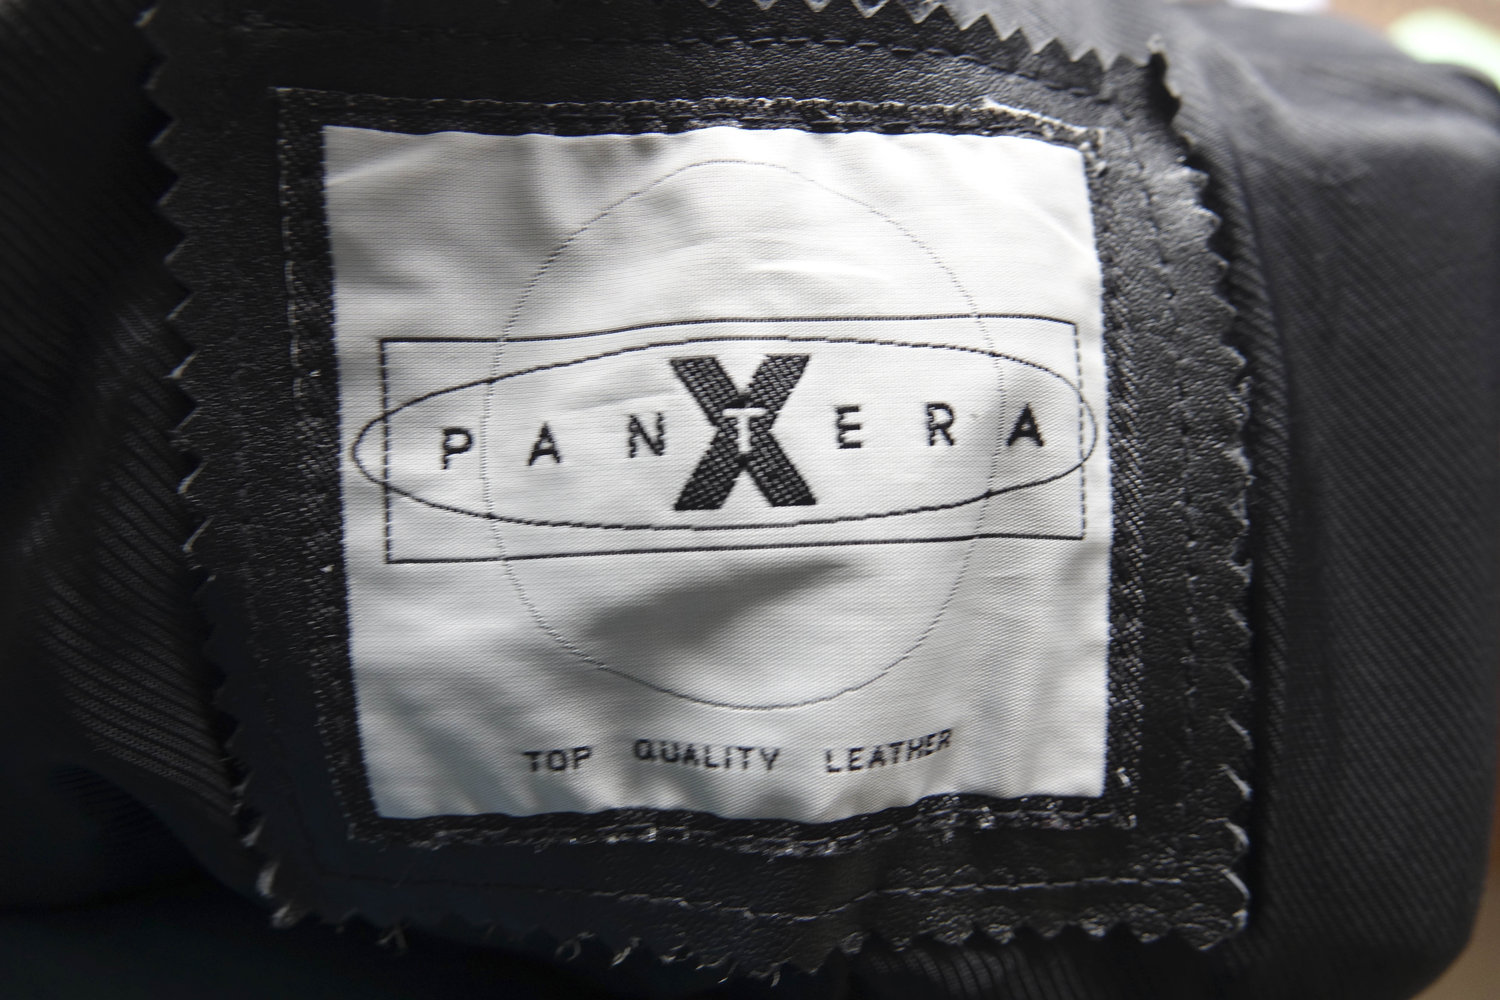 PANTERA
X
TOP QUALITY LEATHER